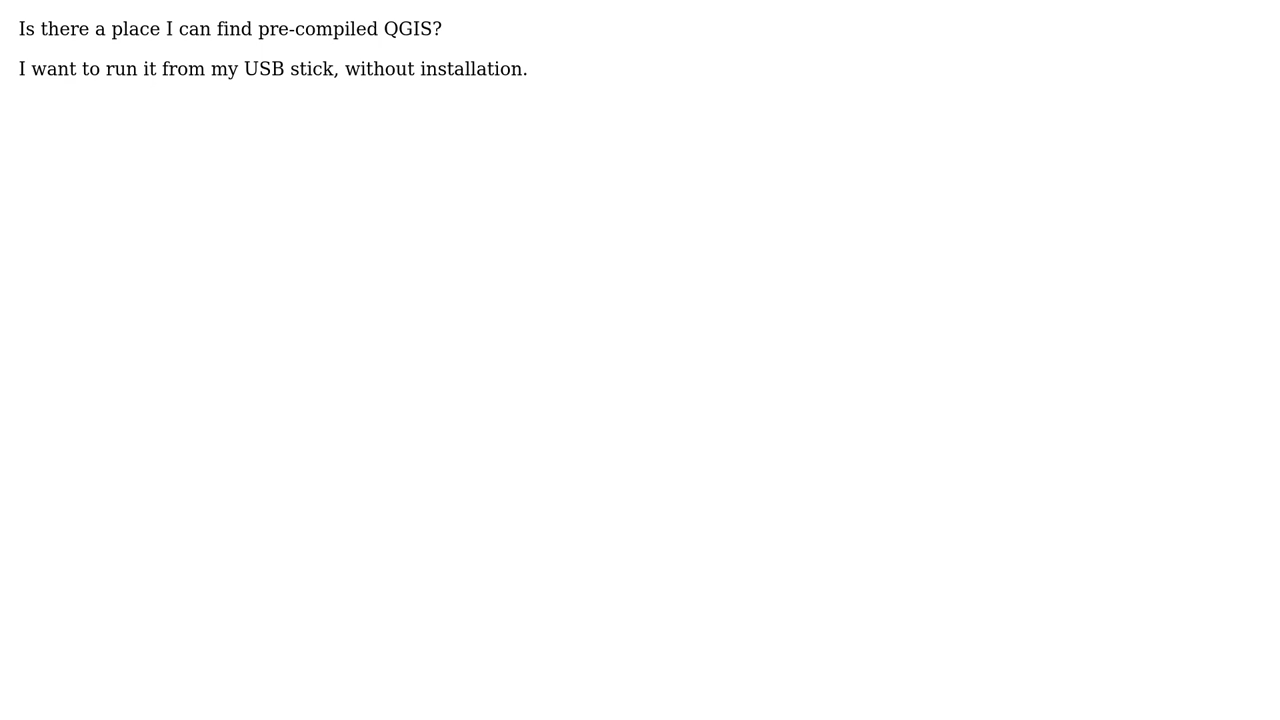 Is there a place I can find pre-compiled QGIS?
I want to run it from my USB stick, without installation.